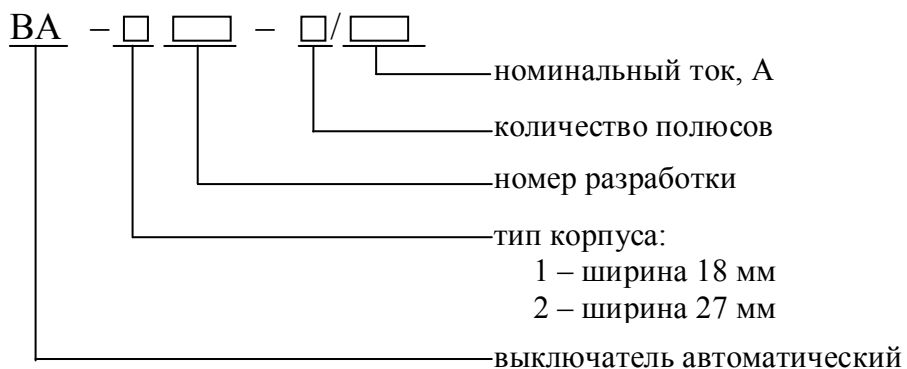 ВА – □ □ – □/□
номинальный ток, А
количество полюсов
номер разработки
тип корпуса:
1 – ширина 18 мм
2 – ширина 27 мм
выключатель автоматический